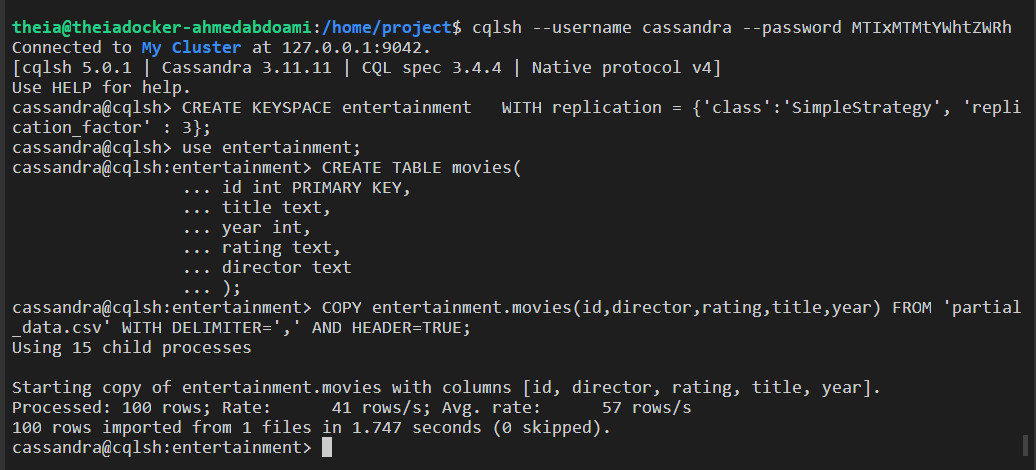 theia@theiadocker-ahmedabdoami:/home/project$ cqlsh --username cassandra --password MTIxMTMtYWhtZWRh
Connected to My Cluster at 127.0.0.1:9042.
[cqlsh 5.0.1 | Cassandra 3.11.11 | CQL spec 3.4.4 | Native protocol v4]
Use HELP for help.
cassandra@cqlsh> CREATE KEYSPACE entertainment   WITH replication = {'class':'SimpleStrategy', 'repli
cation_factor' : 3};
cassandra@cqlsh> use entertainment;
cassandra@cqlsh:entertainment> CREATE TABLE movies(
                 ... id int PRIMARY KEY,
                 ... title text,
                 ... year int,
                 ... rating text,
                 ... director text
                 ... );
cassandra@cqlsh:entertainment> COPY entertainment.movies(id,director,rating,title,year) FROM 'partial
_data.csv' WITH DELIMITER=',' AND HEADER=TRUE;
Using 15 child processes

Starting copy of entertainment.movies with columns [id, director, rating, title, year].
Processed: 100 rows; Rate:      41 rows/s; Avg. rate:      57 rows/s
100 rows imported from 1 files in 1.747 seconds (0 skipped).
cassandra@cqlsh:entertainment>